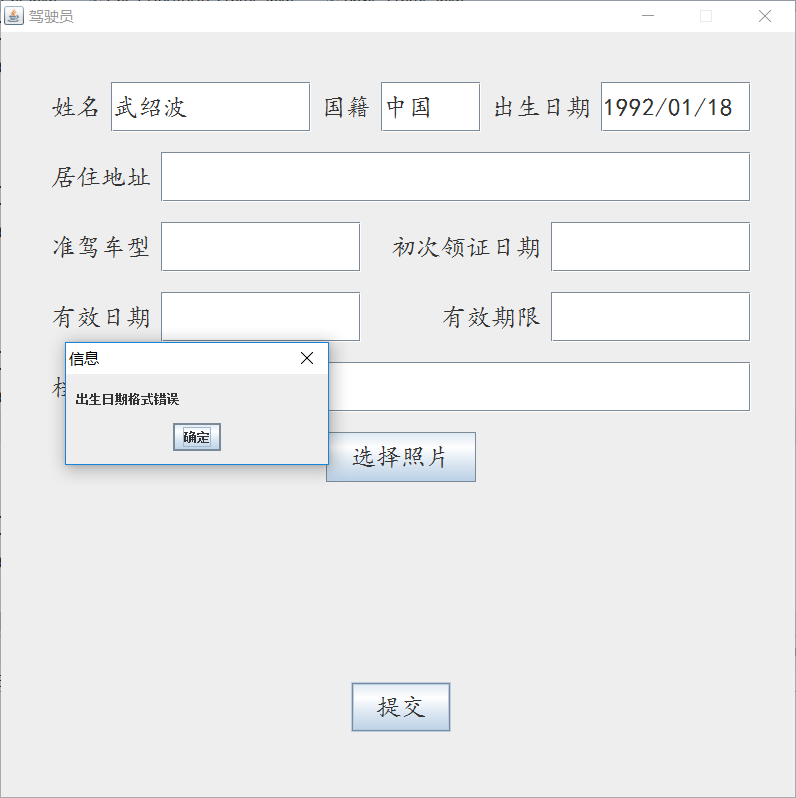 驾驶员
姓名 武绍波 国籍 中国 出生日期 1992/01/18
居住地址
准驾车型 初次领证日期
有效日期 有效期限
信息
出生日期格式错误
确定
选择照片
提交